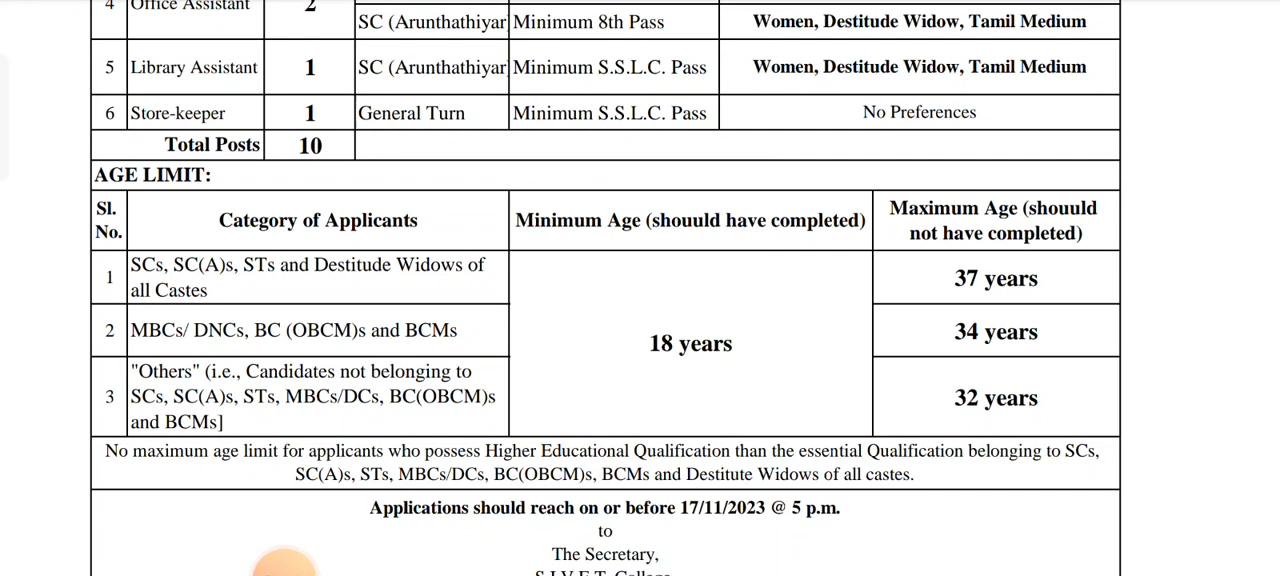 4 Office Assistant 2
SC (Arunthathiyar Minimum 8th Pass Women, Destitude Widow, Tamil Medium
5 Library Assistant 1 SC (Arunthathiyar Minimum S.S.L.C. Pass Women, Destitude Widow, Tamil Medium
6 Store-keeper 1 General Turn Minimum S.S.L.C. Pass No Preferences
Total Posts 10
AGE LIMIT:
Sl.
No.
Category of Applicants
Minimum Age (shouuld have completed)
Maximum Age (shouuld
not have completed)
1
SCs, SC(A)s, STs and Destitude Widows of
all Castes
37 years
2 MBCs/ DNCs, BC (OBCM)s and BCMs
34 years
18 years
3
"Others" (i.e., Candidates not belonging to
SCs, SC(A)s, STs, MBCs/DCs, BC(OBCM)s
and BCMs]
32 years
No maximum age limit for applicants who possess Higher Educational Qualification than the essential Qualification belonging to SCs,
SC(A)s, STs, MBCs/DCs, BC(OBCM)s, BCMs and Destitute Widows of all castes.
Applications should reach on or before 17/11/2023 @ 5 p.m.
to
The Secretary,
S.I.V.E.T. College